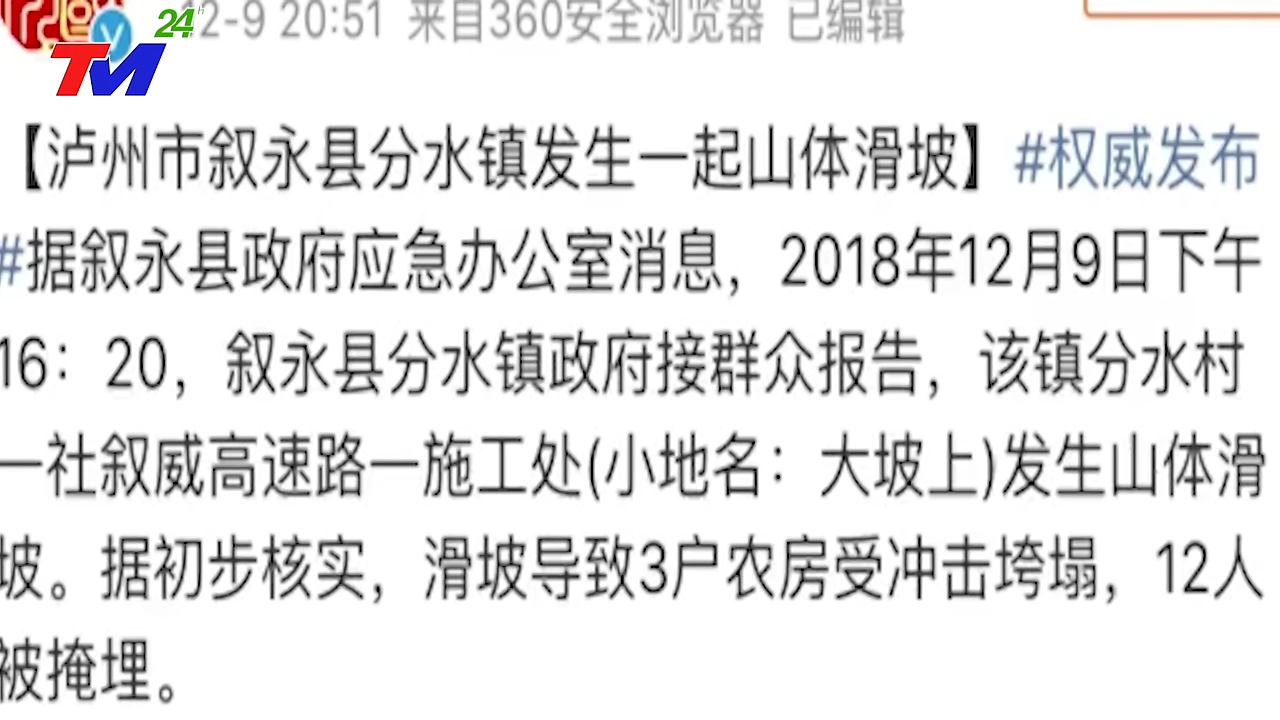 24h
TM
2-9 20:51 来自360安全浏览器 已编辑
【泸州市叙永县分水镇发生一起山体滑坡】#权威发布
#据叙永县政府应急办公室消息，2018年12月9日下午
16：20，叙永县分水镇政府接群众报告，该镇分水村
一社叙威高速路一施工处(小地名：大坡上)发生山体滑
坡。据初步核实，滑坡导致3户农房受冲击垮塌，12人
被掩埋。